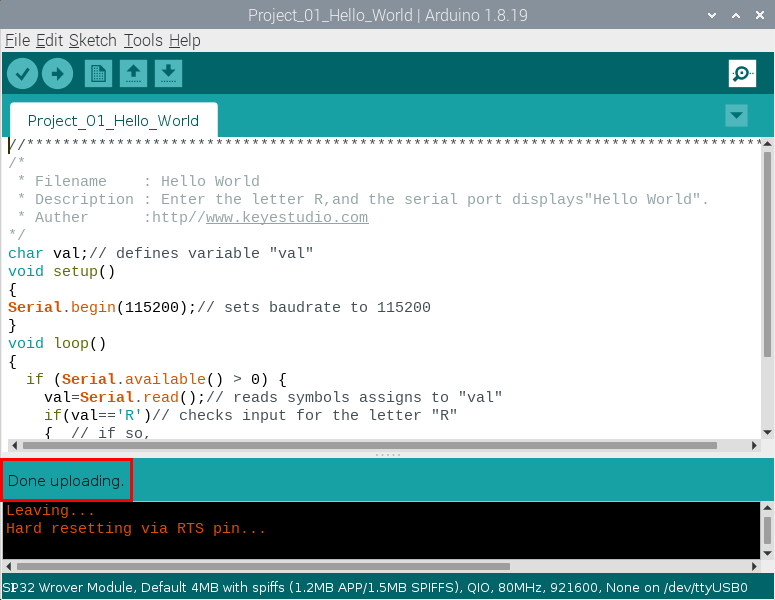 Project_01_Hello_World | Arduino 1.8.19
File Edit Sketch Tools Help
Project_01_Hello_World
//**********************************************************************************
/*
 * Filename    : Hello World
 * Description : Enter the letter R,and the serial port displays"Hello World".
 * Auther      :http//www.keyestudio.com
*/
char val;// defines variable "val"
void setup()
{
Serial.begin(115200);// sets baudrate to 115200
}
void loop()
{
  if (Serial.available() > 0) {
    val=Serial.read();// reads symbols assigns to "val"
    if(val=='R')// checks input for the letter "R"
    {  // if so,
Done uploading.
Leaving...
Hard resetting via RTS pin...
SP32 Wrover Module, Default 4MB with spiffs (1.2MB APP/1.5MB SPIFFS), QIO, 80MHz, 921600, None on /dev/ttyUSB0